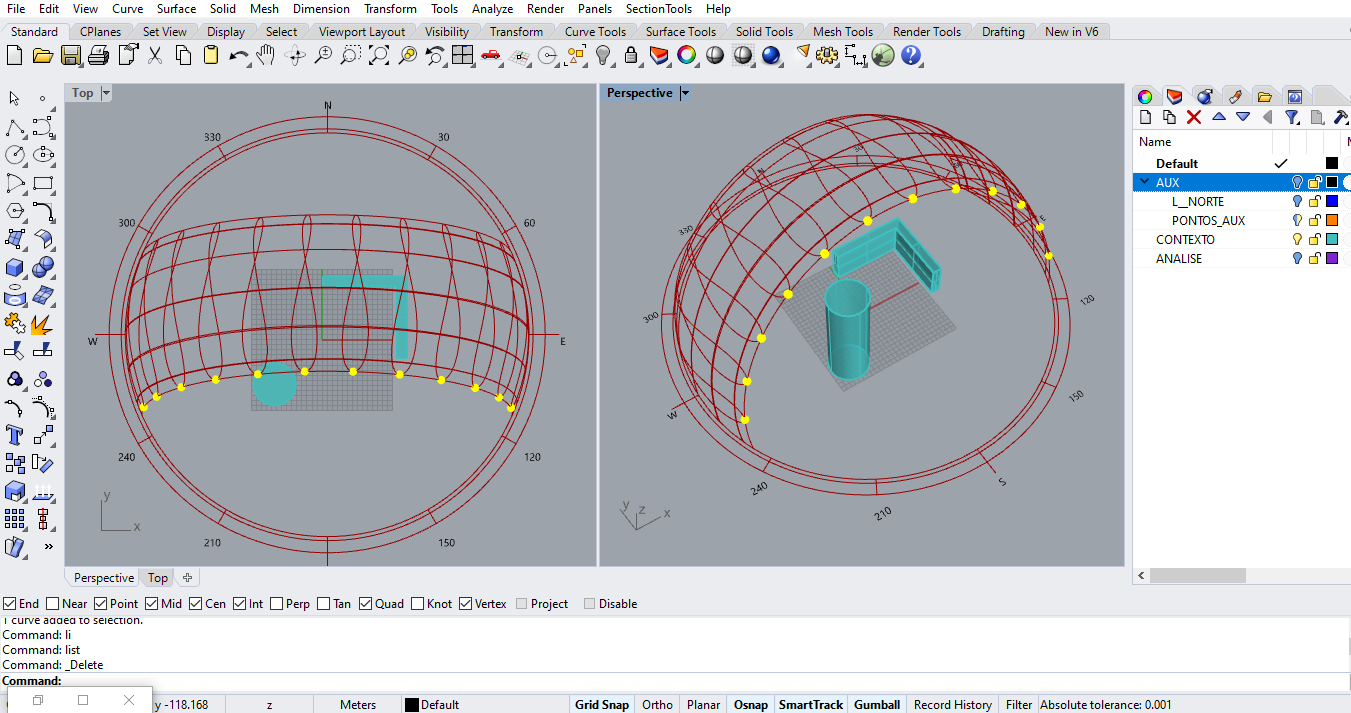 File Edit View Curve Surface Solid Mesh Dimension Transform Tools Analyze Render Panels SectionTools Help
Standard CPlanes Set View Display Select Viewport Layout Visibility Transform Curve Tools Surface Tools Solid Tools Mesh Tools Render Tools Drafting New in V6
Top
N
330 30
300 60
W E
240 120
210 150
y
x
Perspective
30
N
330
E
300 120
W 150
240 S
210
y z x
Name
Default
AUX
L__NORTE
PONTOS_AUX
CONTEXTO
ANALISE
Perspective Top
End Near Point Mid Cen Int Perp Tan Quad Knot Vertex Project Disable
1 curve added to selection.
Command: li
Command: list
Command: _Delete
Command:
y -118.168 z Meters Default Grid Snap Ortho Planar Osnap SmartTrack Gumball Record History Filter Absolute tolerance: 0.001